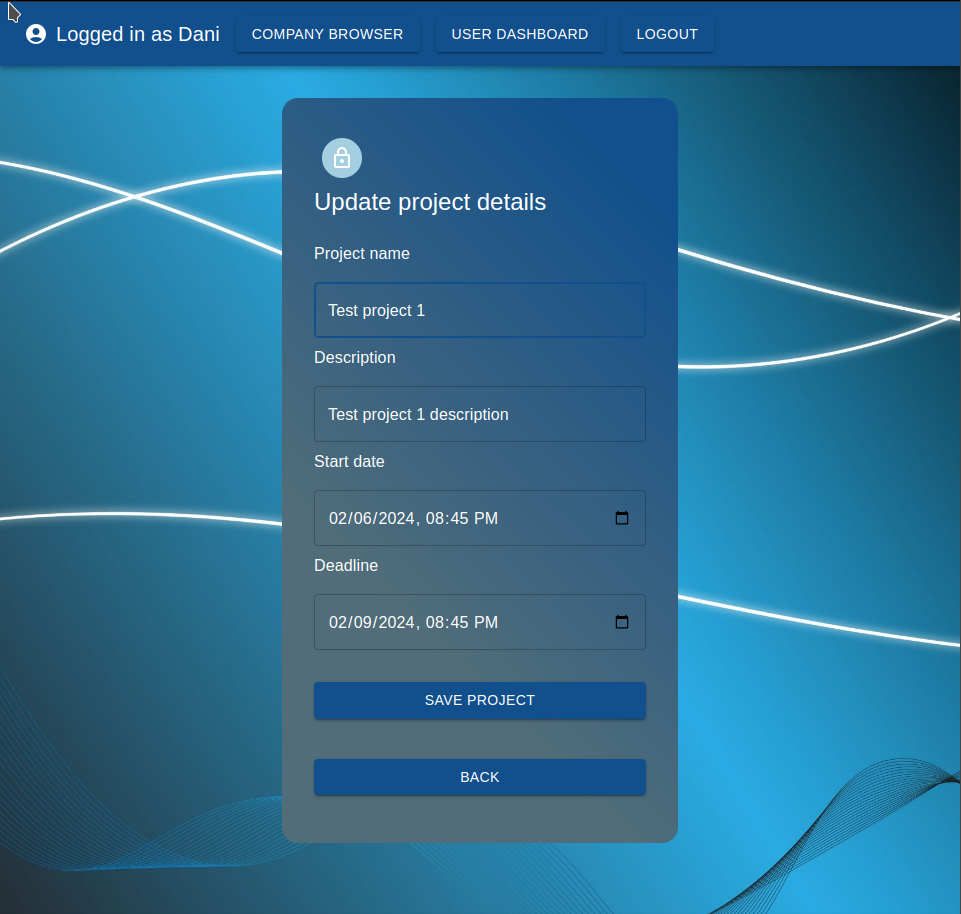 Logged in as Dani COMPANY BROWSER USER DASHBOARD LOGOUT
Update project details
Project name
Test project 1
Description
Test project 1 description
Start date
02/06/2024, 08:45 PM
Deadline
02/09/2024, 08:45 PM
SAVE PROJECT
BACK